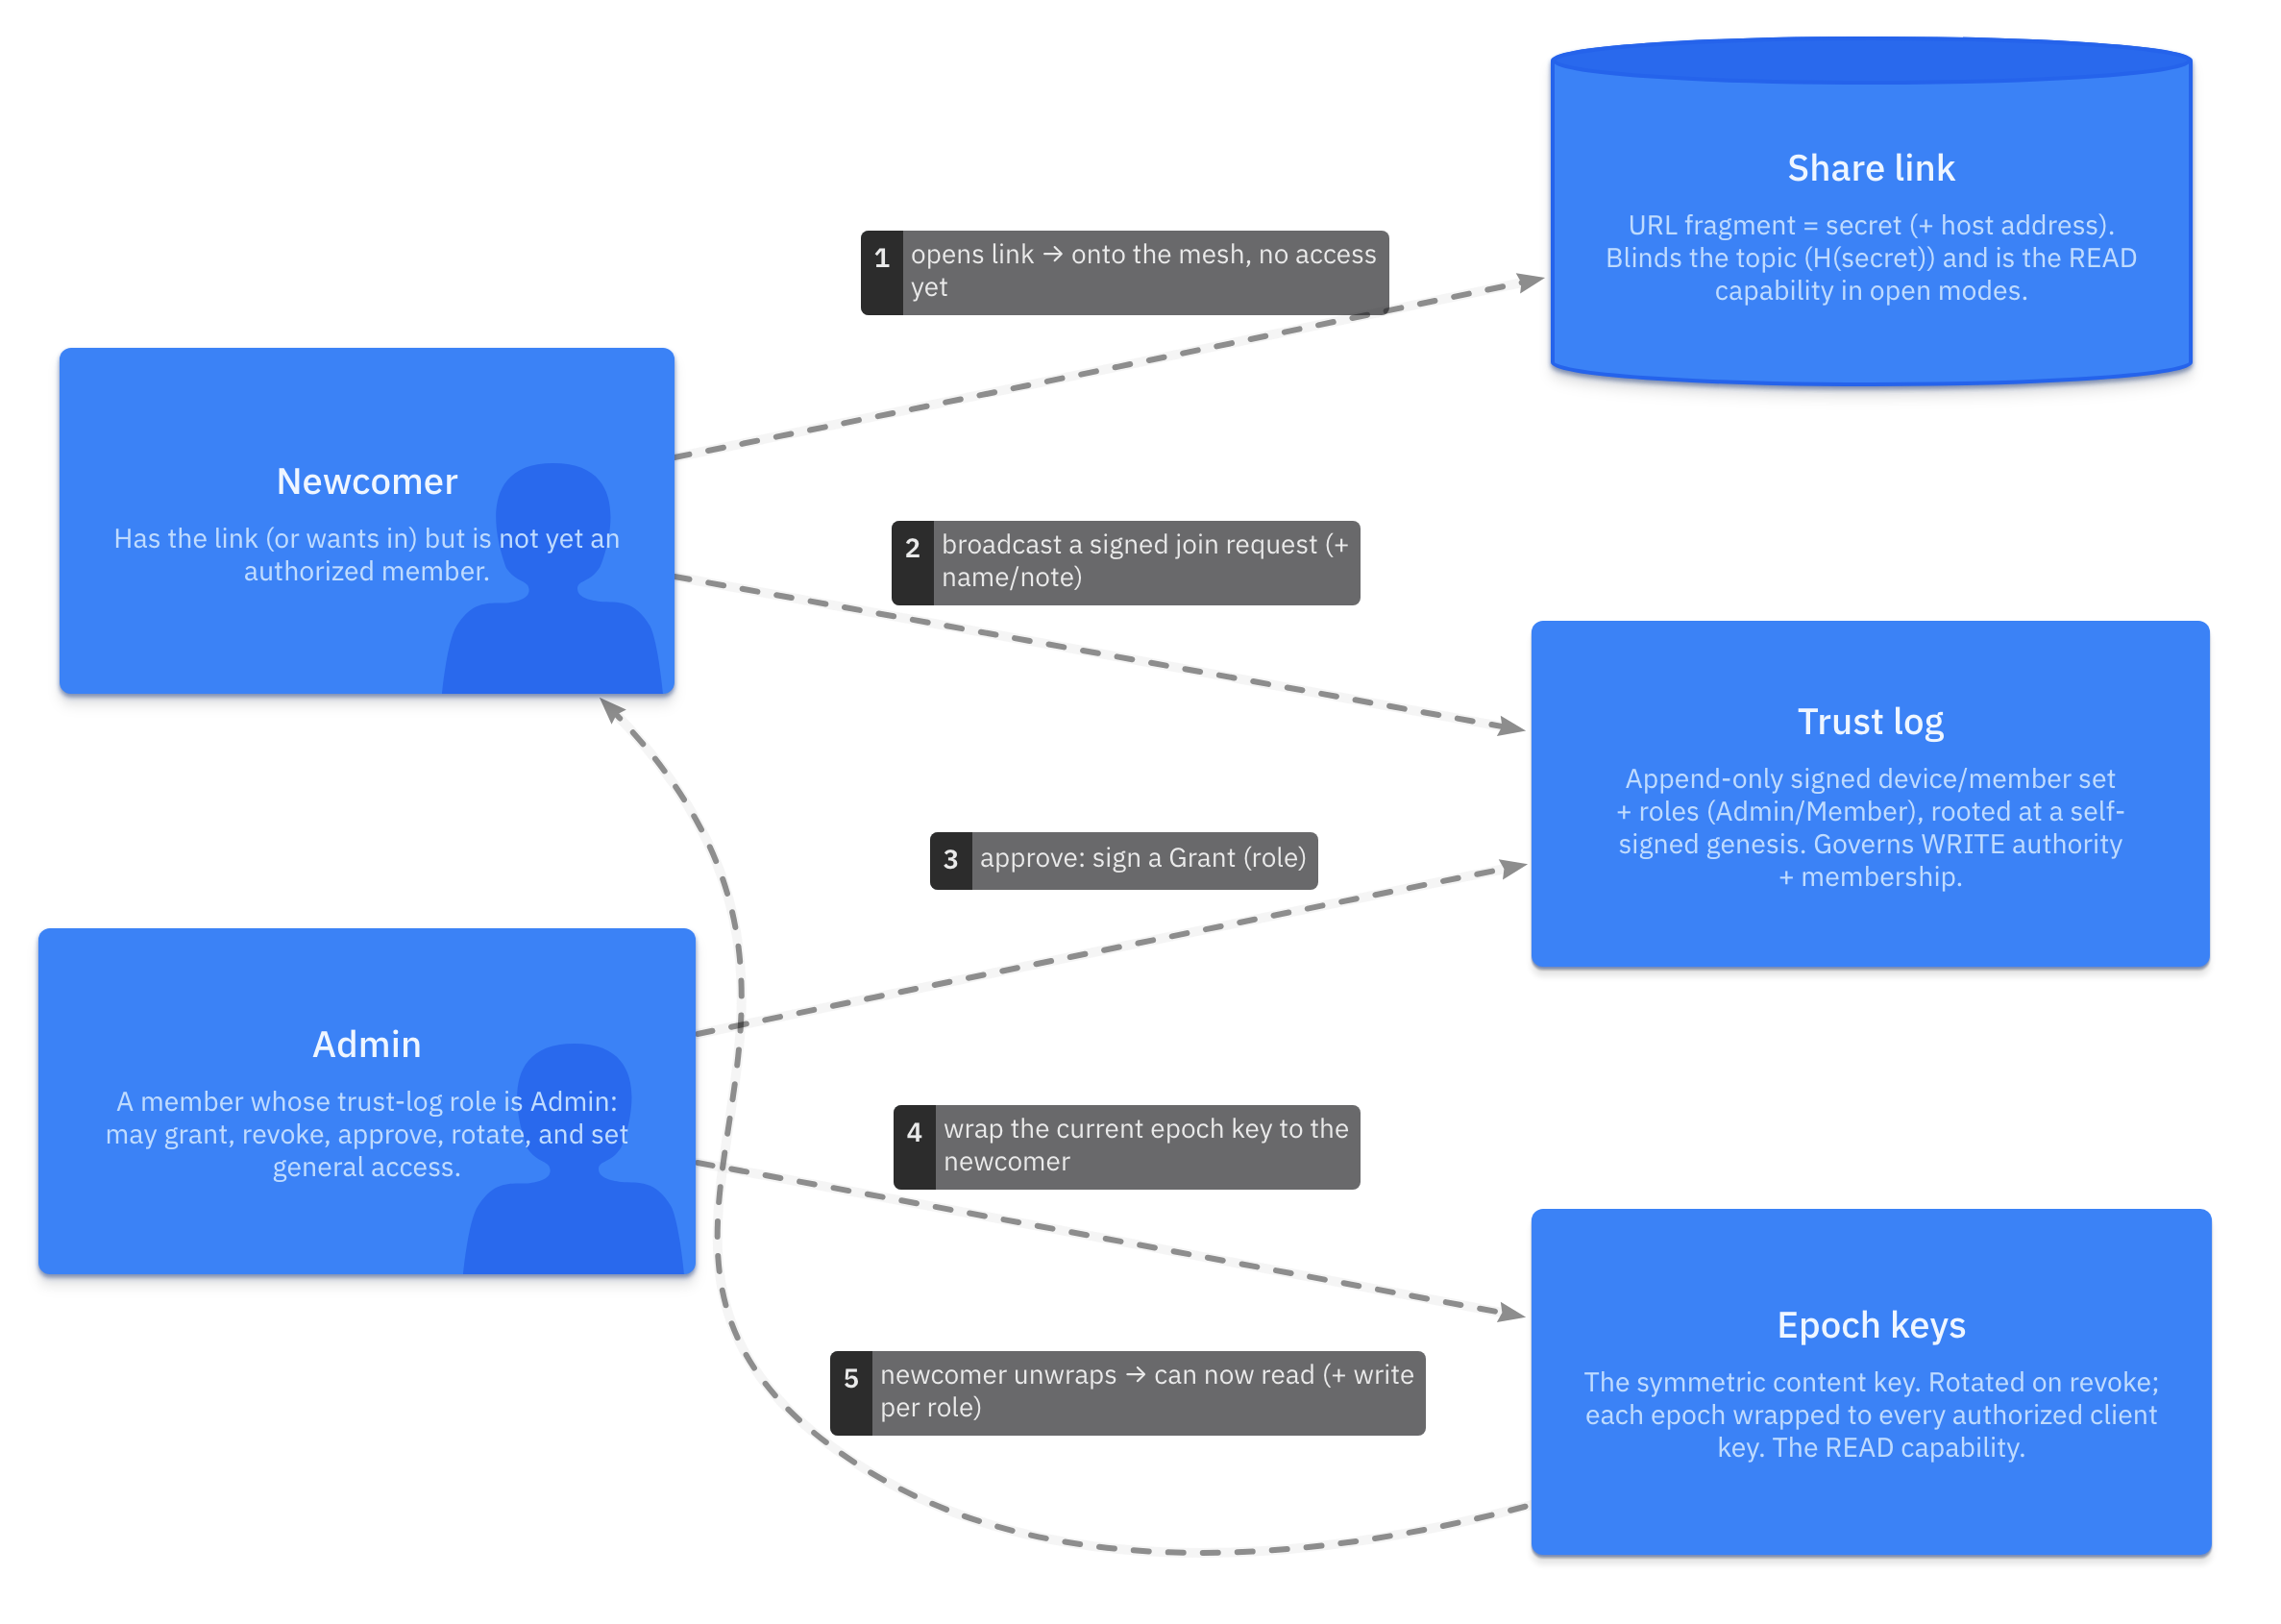 Share link
URL fragment = secret (+ host address).
Blinds the topic (H(secret)) and is the READ
capability in open modes.
1
opens link → onto the mesh, no access
yet
Newcomer
Has the link (or wants in) but is not yet an
authorized member.
2
broadcast a signed join request (+
name/note)
Trust log
Append-only signed device/member set
+ roles (Admin/Member), rooted at a self-
signed genesis. Governs WRITE authority
+ membership.
3
approve: sign a Grant (role)
Admin
A member whose trust-log role is Admin:
may grant, revoke, approve, rotate, and set
general access.
4
wrap the current epoch key to the
newcomer
Epoch keys
The symmetric content key. Rotated on revoke;
each epoch wrapped to every authorized client
key. The READ capability.
5
newcomer unwraps → can now read (+ write
per role)